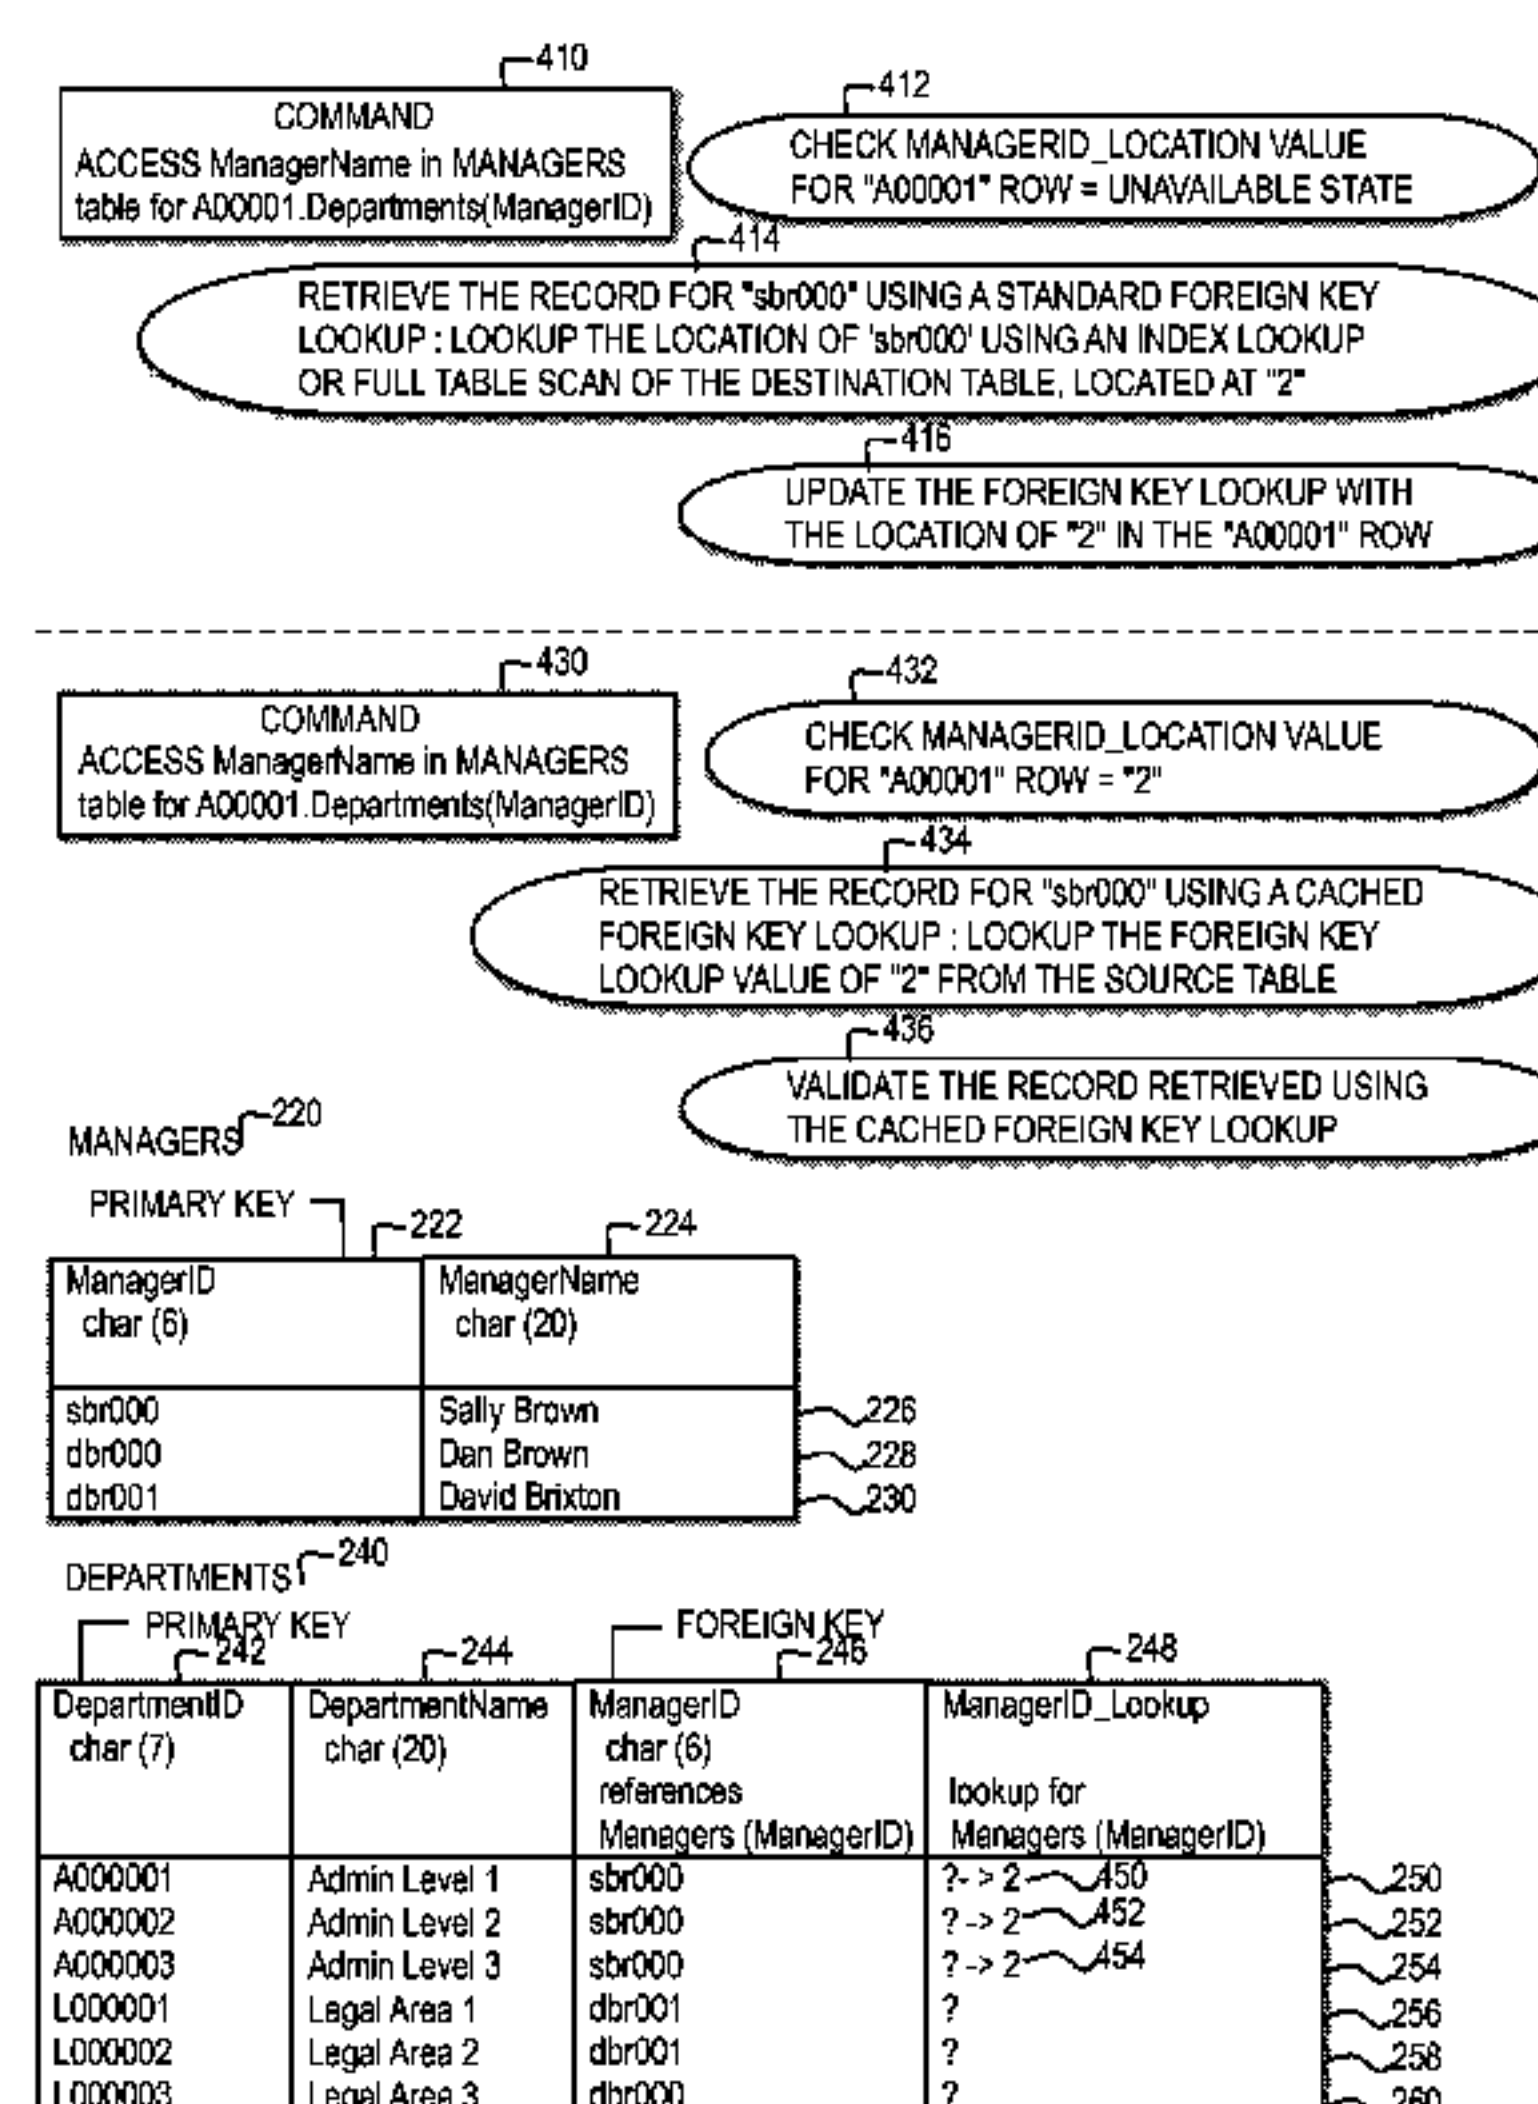 410
COMMAND
ACCESS ManagerName in MANAGERS
table for A00001.Departments(ManagerID)
412
CHECK MANAGERID_LOCATION VALUE
FOR "A00001" ROW = UNAVAILABLE STATE
414
RETRIEVE THE RECORD FOR "sbr000" USING A STANDARD FOREIGN KEY
LOOKUP : LOOKUP THE LOCATION OF 'sbr000' USING AN INDEX LOOKUP
OR FULL TABLE SCAN OF THE DESTINATION TABLE, LOCATED AT "2"
416
UPDATE THE FOREIGN KEY LOOKUP WITH
THE LOCATION OF "2" IN THE "A00001" ROW
430
COMMAND
ACCESS ManagerName in MANAGERS
table for A00001.Departments(ManagerID)
432
CHECK MANAGERID_LOCATION VALUE
FOR "A00001" ROW = "2"
434
RETRIEVE THE RECORD FOR "sbr000" USING A CACHED
FOREIGN KEY LOOKUP : LOOKUP THE FOREIGN KEY
LOOKUP VALUE OF "2" FROM THE SOURCE TABLE
436
VALIDATE THE RECORD RETRIEVED USING
THE CACHED FOREIGN KEY LOOKUP
MANAGERS 220
PRIMARY KEY 222 224
ManagerID ManagerName
char (6) char (20)
sbr000 Sally Brown 226
dbr000 Dan Brown 228
dbr001 David Brixton 230
DEPARTMENTS 240
PRIMARY KEY FOREIGN KEY
242 244 246 248
DepartmentID DepartmentName ManagerID ManagerID_Lookup
char (7) char (20) char (6)
references lookup for
Managers (ManagerID) Managers (ManagerID)
A000001 Admin Level 1 sbr000 ?- > 2 450 250
A000002 Admin Level 2 sbr000 ? -> 2 452 252
A000003 Admin Level 3 sbr000 ? -> 2 454 254
L000001 Legal Area 1 dbr001 ? 256
L000002 Legal Area 2 dbr001 ? 258
L000003 Legal Area 3 dbr000 ? 260